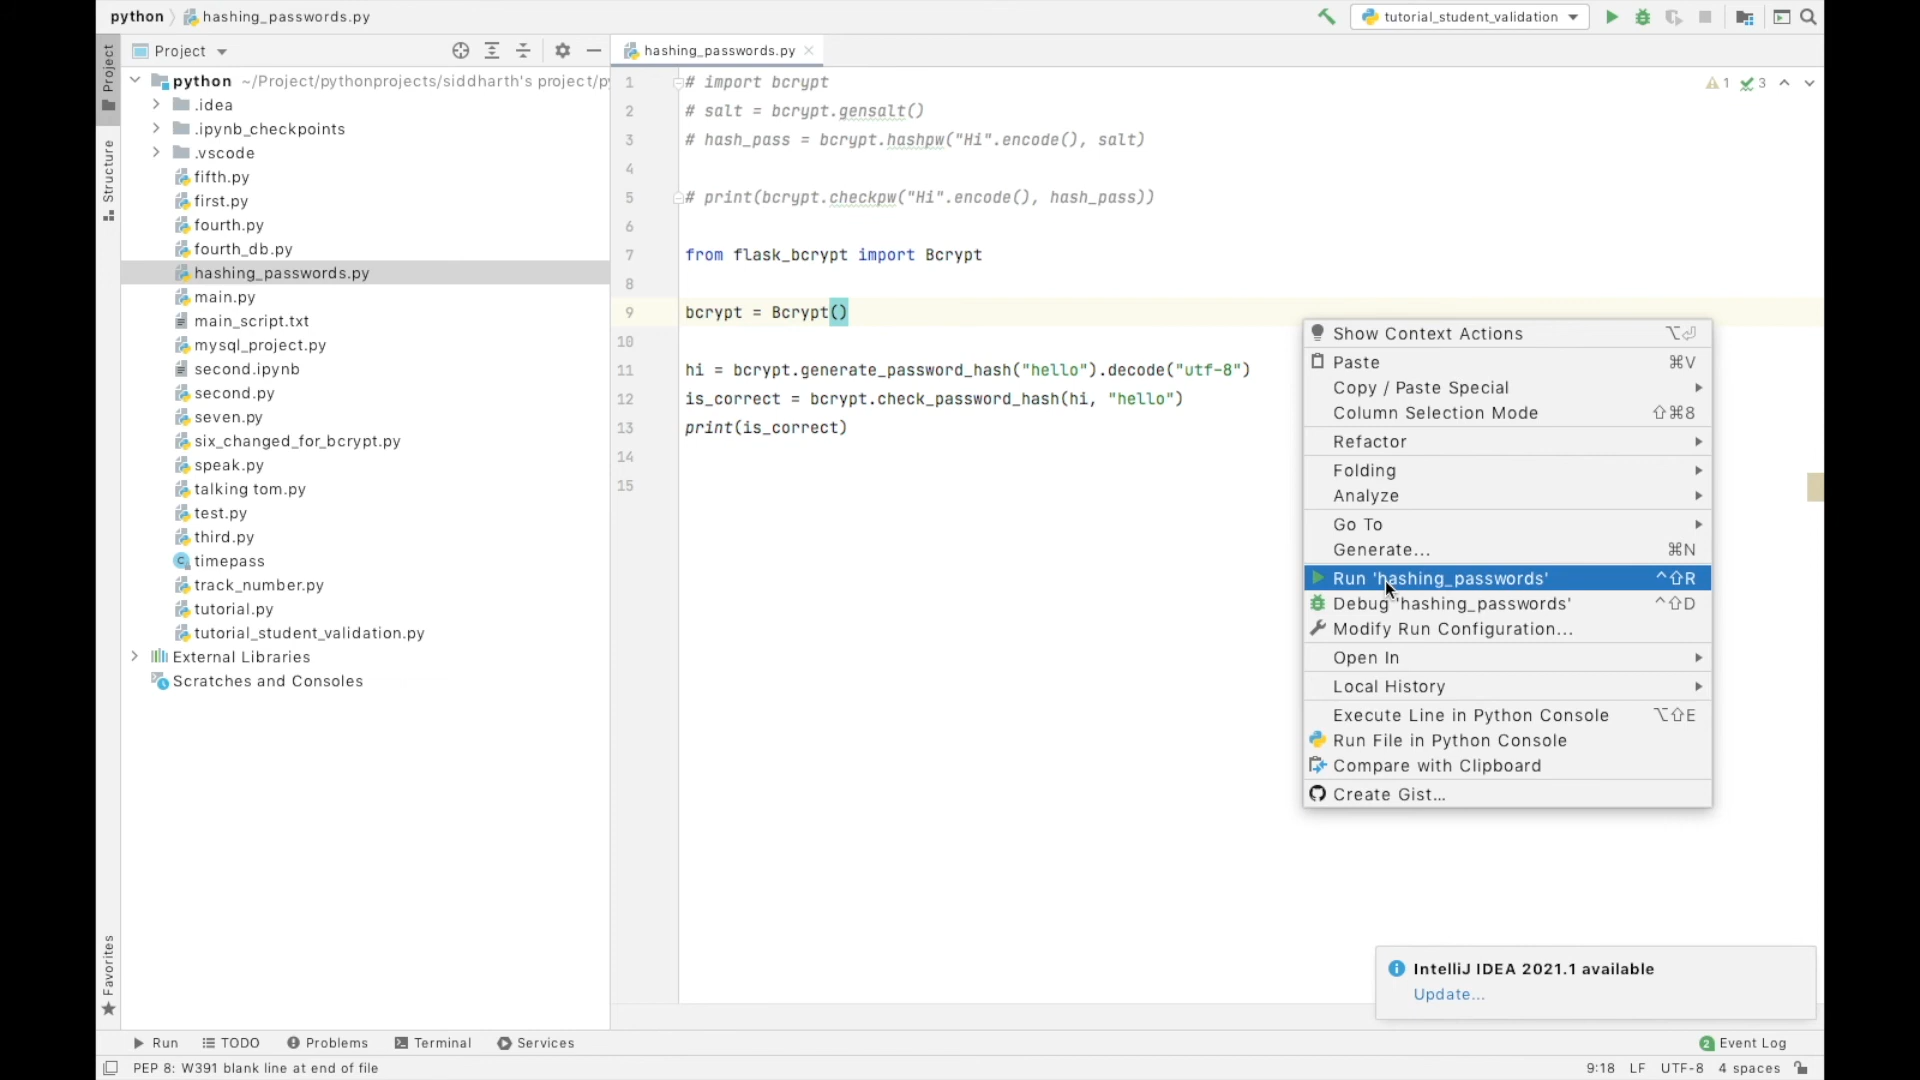 python hashing_passwords.py
tutorial_student_validation
Project
Project
hashing_passwords.py
Structure
Favorites
python ~/Project/pythonprojects/siddharth's project/p
.idea
.ipynb_checkpoints
.vscode
fifth.py
first.py
fourth.py
fourth_db.py
hashing_passwords.py
main.py
main_script.txt
mysql_project.py
second.ipynb
second.py
seven.py
six_changed_for_bcrypt.py
speak.py
talking tom.py
test.py
third.py
timepass
track_number.py
tutorial.py
tutorial_student_validation.py
External Libraries
Scratches and Consoles
1 # import bcrypt
2 # salt = bcrypt.gensalt()
3 # hash_pass = bcrypt.hashpw("Hi".encode(), salt)
4
5 # print(bcrypt.checkpw("Hi".encode(), hash_pass))
6
7 from flask_bcrypt import Bcrypt
8
9 bcrypt = Bcrypt()
10
11 hi = bcrypt.generate_password_hash("hello").decode("utf-8")
12 is_correct = bcrypt.check_password_hash(hi, "hello")
13 print(is_correct)
14
15
1 3
Show Context Actions ⌥⏎
Paste ⌘V
Copy / Paste Special
Column Selection Mode ⇧⌘8
Refactor
Folding
Analyze
Go To
Generate... ⌘N
Run 'hashing_passwords' ^⇧R
Debug 'hashing_passwords' ^⇧D
Modify Run Configuration...
Open In
Local History
Execute Line in Python Console ⌥⇧E
Run File in Python Console
Compare with Clipboard
Create Gist...
IntelliJ IDEA 2021.1 available
Update...
Run TODO Problems Terminal Services 2 Event Log
PEP 8: W391 blank line at end of file 9:18 LF UTF-8 4 spaces